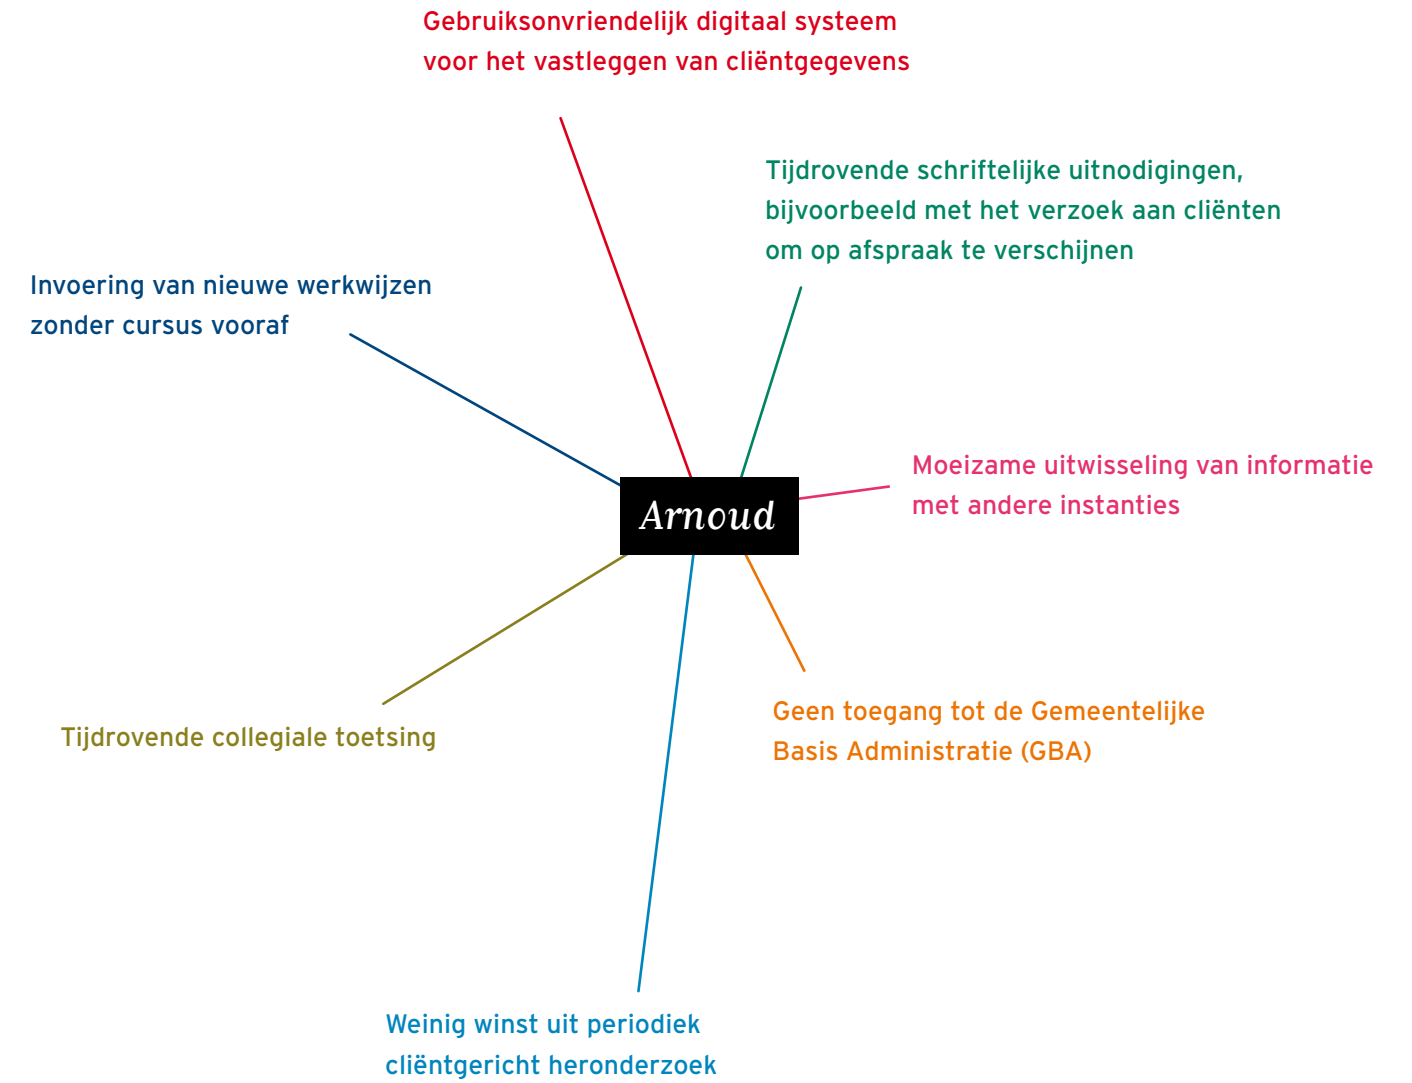 Gebruiksonvriendelijk digitaal systeem
voor het vastleggen van cliëntgegevens
Tijdrovende schriftelijke uitnodigingen,
bijvoorbeeld met het verzoek aan cliënten
om op afspraak te verschijnen
Invoering van nieuwe werkwijzen
zonder cursus vooraf
Moeizame uitwisseling van informatie
met andere instanties
Arnoud
Geen toegang tot de Gemeentelijke
Basis Administratie (GBA)
Tijdrovende collegiale toetsing
Weinig winst uit periodiek
cliëntgericht heronderzoek